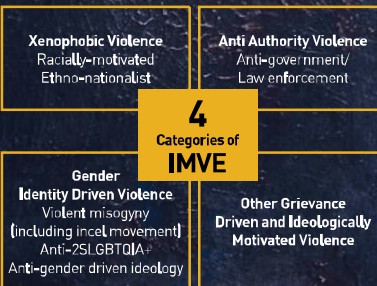 Xenophobic Violence
Racially-motivated
Ethno-nationalist
Anti Authority Violence
Anti-government/
Law enforcement
4
Categories of
IMVE
Gender
Identity Driven Violence
Violent misogyny
(including incel movement)
Anti-2SLGBTQIA+
Anti-gender driven ideology
Other Grievance
Driven and Ideologically
Motivated Violence